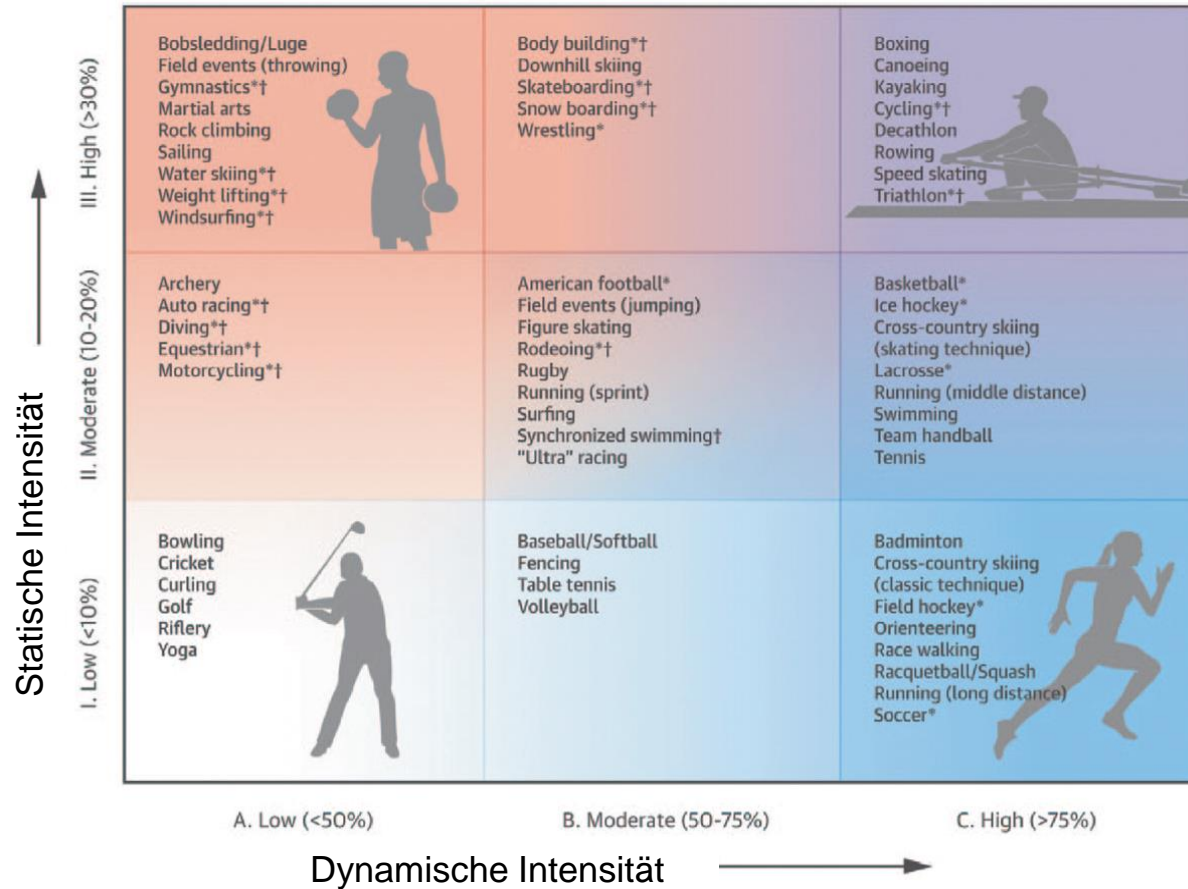 Statische Intensität
III. High (>30%)
Bobsledding/Luge
Field events (throwing)
Gymnastics*†
Martial arts
Rock climbing
Sailing
Water skiing*†
Weight lifting*†
Windsurfing*†
Body building*†
Downhill skiing
Skateboarding*†
Snow boarding*†
Wrestling*
Boxing
Canoeing
Kayaking
Cycling*†
Decathlon
Rowing
Speed skating
Triathlon*†
II. Moderate (10-20%)
Archery
Auto racing*†
Diving*†
Equestrian*†
Motorcycling*†
American football*
Field events (jumping)
Figure skating
Rodeoing*†
Rugby
Running (sprint)
Surfing
Synchronized swimming†
"Ultra" racing
Basketball*
Ice hockey*
Cross-country skiing
(skating technique)
Lacrosse*
Running (middle distance)
Swimming
Team handball
Tennis
I. Low (<10%)
Bowling
Cricket
Curling
Golf
Riflery
Yoga
Baseball/Softball
Fencing
Table tennis
Volleyball
Badminton
Cross-country skiing
(classic technique)
Field hockey*
Orienteering
Race walking
Racquetball/Squash
Running (long distance)
Soccer*
A. Low (<50%)
B. Moderate (50-75%)
C. High (>75%)
Dynamische Intensität